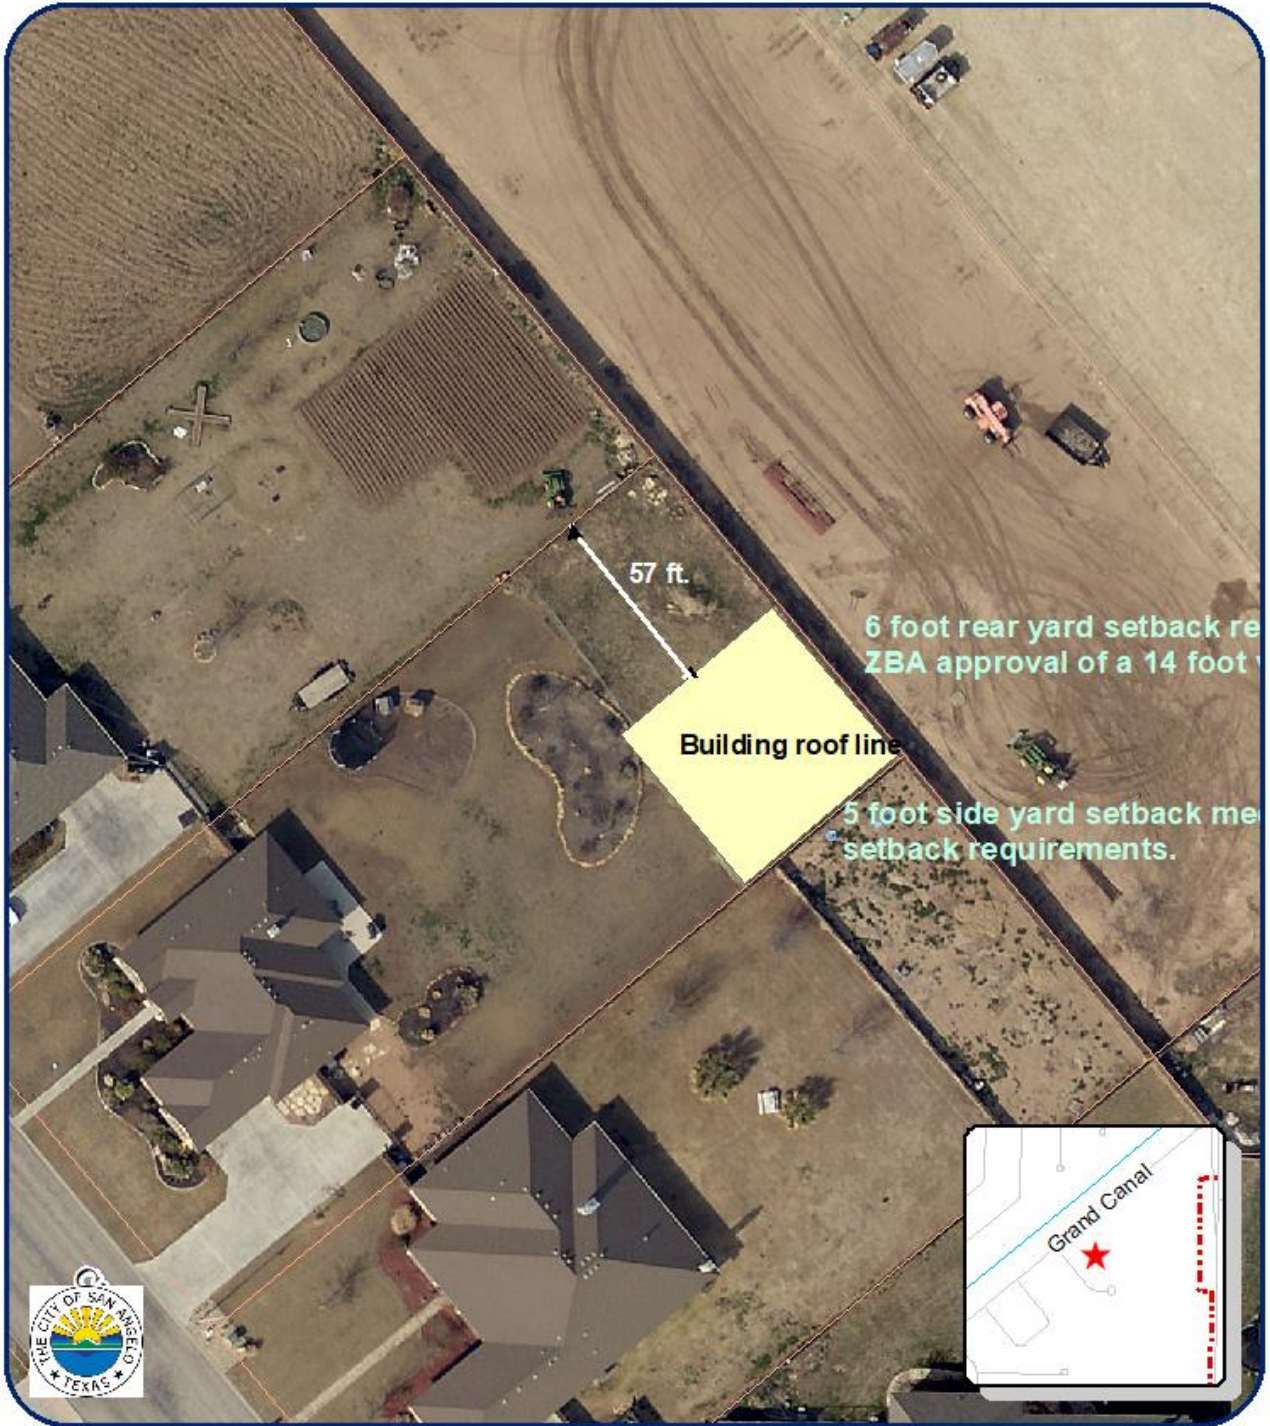 57 ft.
6 foot rear yard setback re
ZBA approval of a 14 foot
Building roof line
5 foot side yard setback me
setback requirements.
Grand Canal
THE CITY OF SAN ANGELO
TEXAS